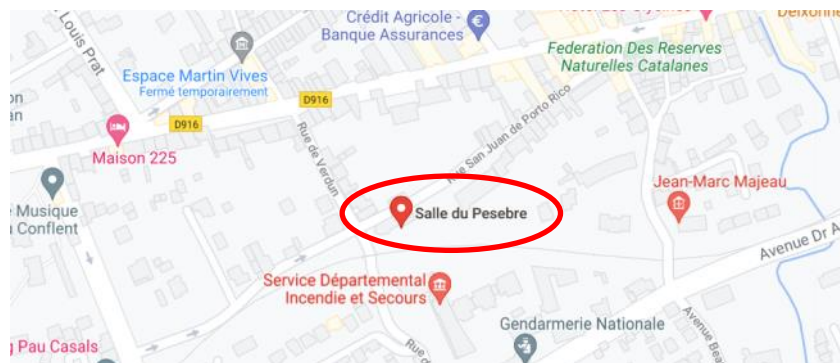 Crédit Agricole -
Banque Assurances
Louis Prat
Espace Martin Vives
Fermé temporairement
Federation Des Reserves
Naturelles Catalanes
D916
D916
Maison 225
Rue de Verdun
Rue San Juan de Porto Rico
Jean-Marc Majeau
Musique
Conflent
Salle du Pesebre
Avenue Dr A
Service Départemental
Incendie et Secours
Gendarmerie Nationale
Pau Casals
Rue d
Avenue Bea